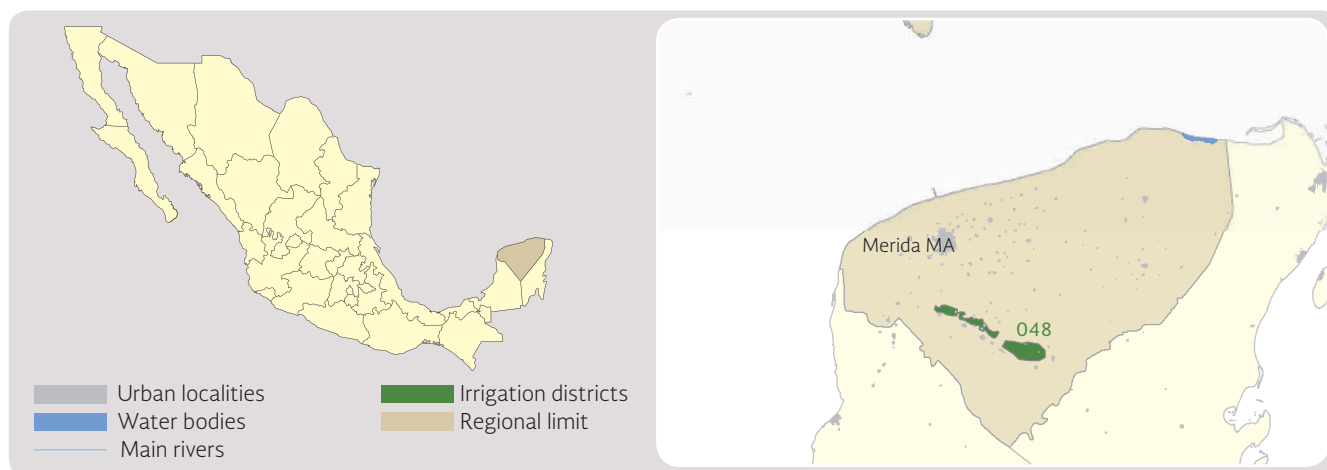 Urban localities
Water bodies
Main rivers
Irrigation districts
Regional limit
Merida MA
048